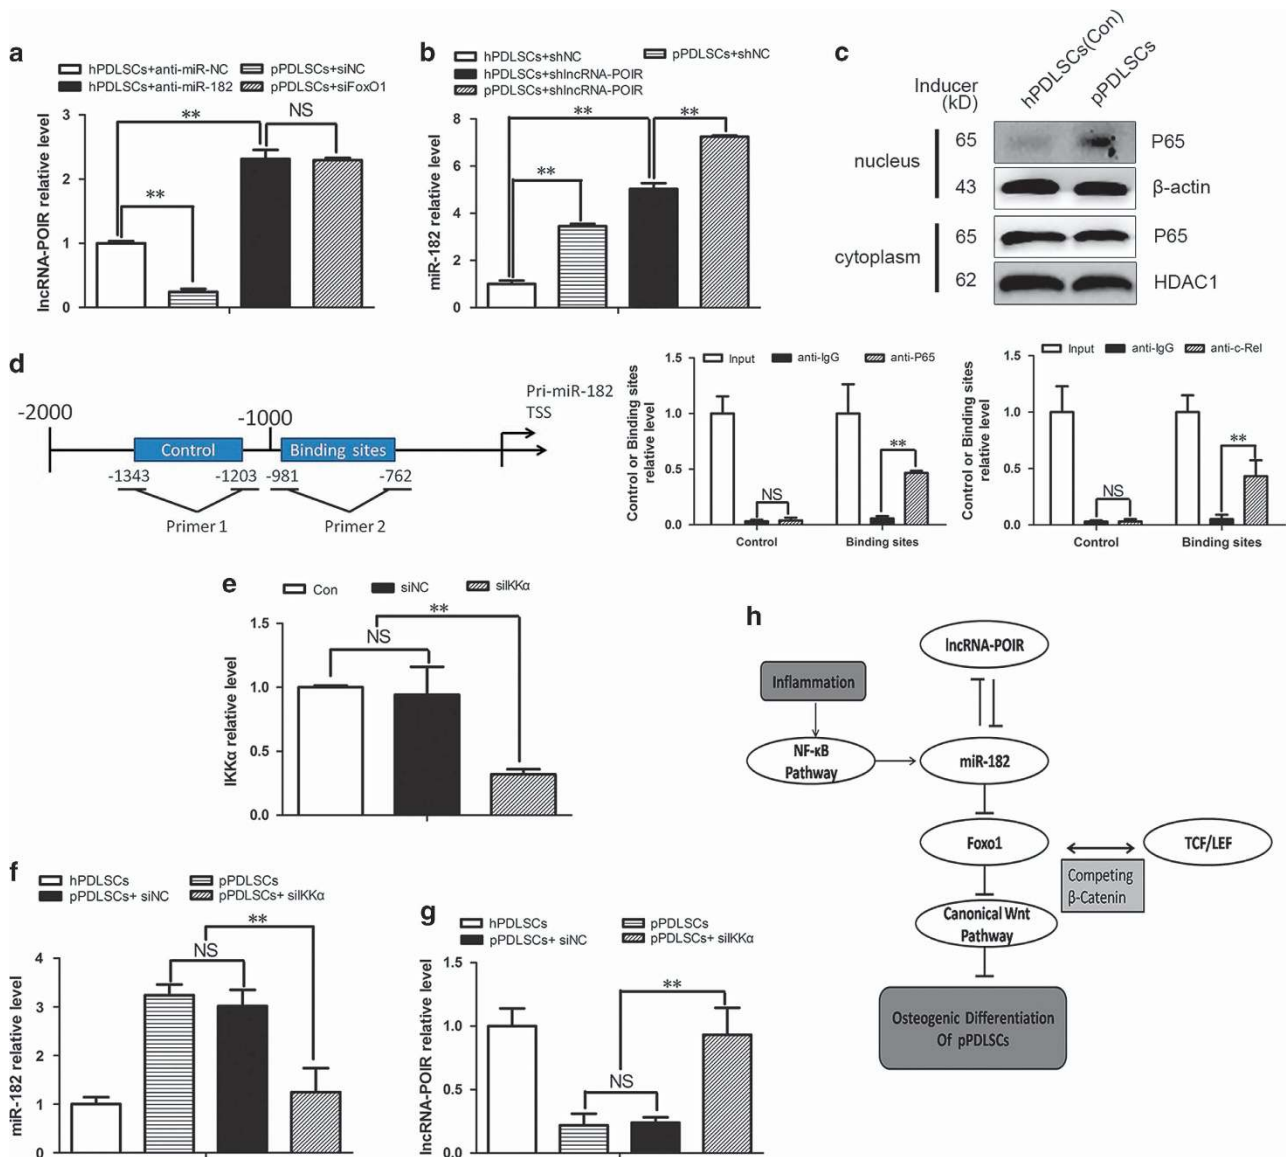 a
hPDLSCs+anti-miR-NC
pPDLSCs+siNC
hPDLSCs+anti-miR-182
pPDLSCs+siFoxO1
lncRNA-POIR relative level
3
2
1
0
**
**
NS
b
hPDLSCs+shNC
pPDLSCs+shNC
hPDLSCs+shlncRNA-POIR
pPDLSCs+shlncRNA-POIR
miR-182 relative level
8
6
4
2
0
**
**
**
c
hPDLSCs(Con)
pPDLSCs
Inducer
(kD)
nucleus
65
P65
43
β-actin
cytoplasm
65
P65
62
HDAC1
d
-2000
-1000
Pri-miR-182
TSS
Control
Binding sites
-1343
-1203
-981
-762
Primer 1
Primer 2
Input
anti-IgG
anti-P65
Control or Binding sites
relative level
1.5
1.0
0.5
0.0
NS
**
Control
Binding sites
Input
anti-IgG
anti-c-Rel
Control or Binding sites
relative level
1.5
1.0
0.5
0.0
NS
**
Control
Binding sites
e
Con
siNC
siIKKα
IKKα relative level
1.5
1.0
0.5
0.0
NS
**
f
hPDLSCs
pPDLSCs
pPDLSCs+ siNC
pPDLSCs+ siIKKα
miR-182 relative level
4
3
2
1
0
NS
**
g
hPDLSCs
pPDLSCs
pPDLSCs+ siNC
pPDLSCs+ siIKKα
lncRNA-POIR relative level
1.5
1.0
0.5
0.0
NS
**
h
lncRNA-POIR
Inflammation
NF-κB
Pathway
miR-182
Foxo1
TCF/LEF
Competing
β-Catenin
Canonical Wnt
Pathway
Osteogenic Differentiation
Of pPDLSCs